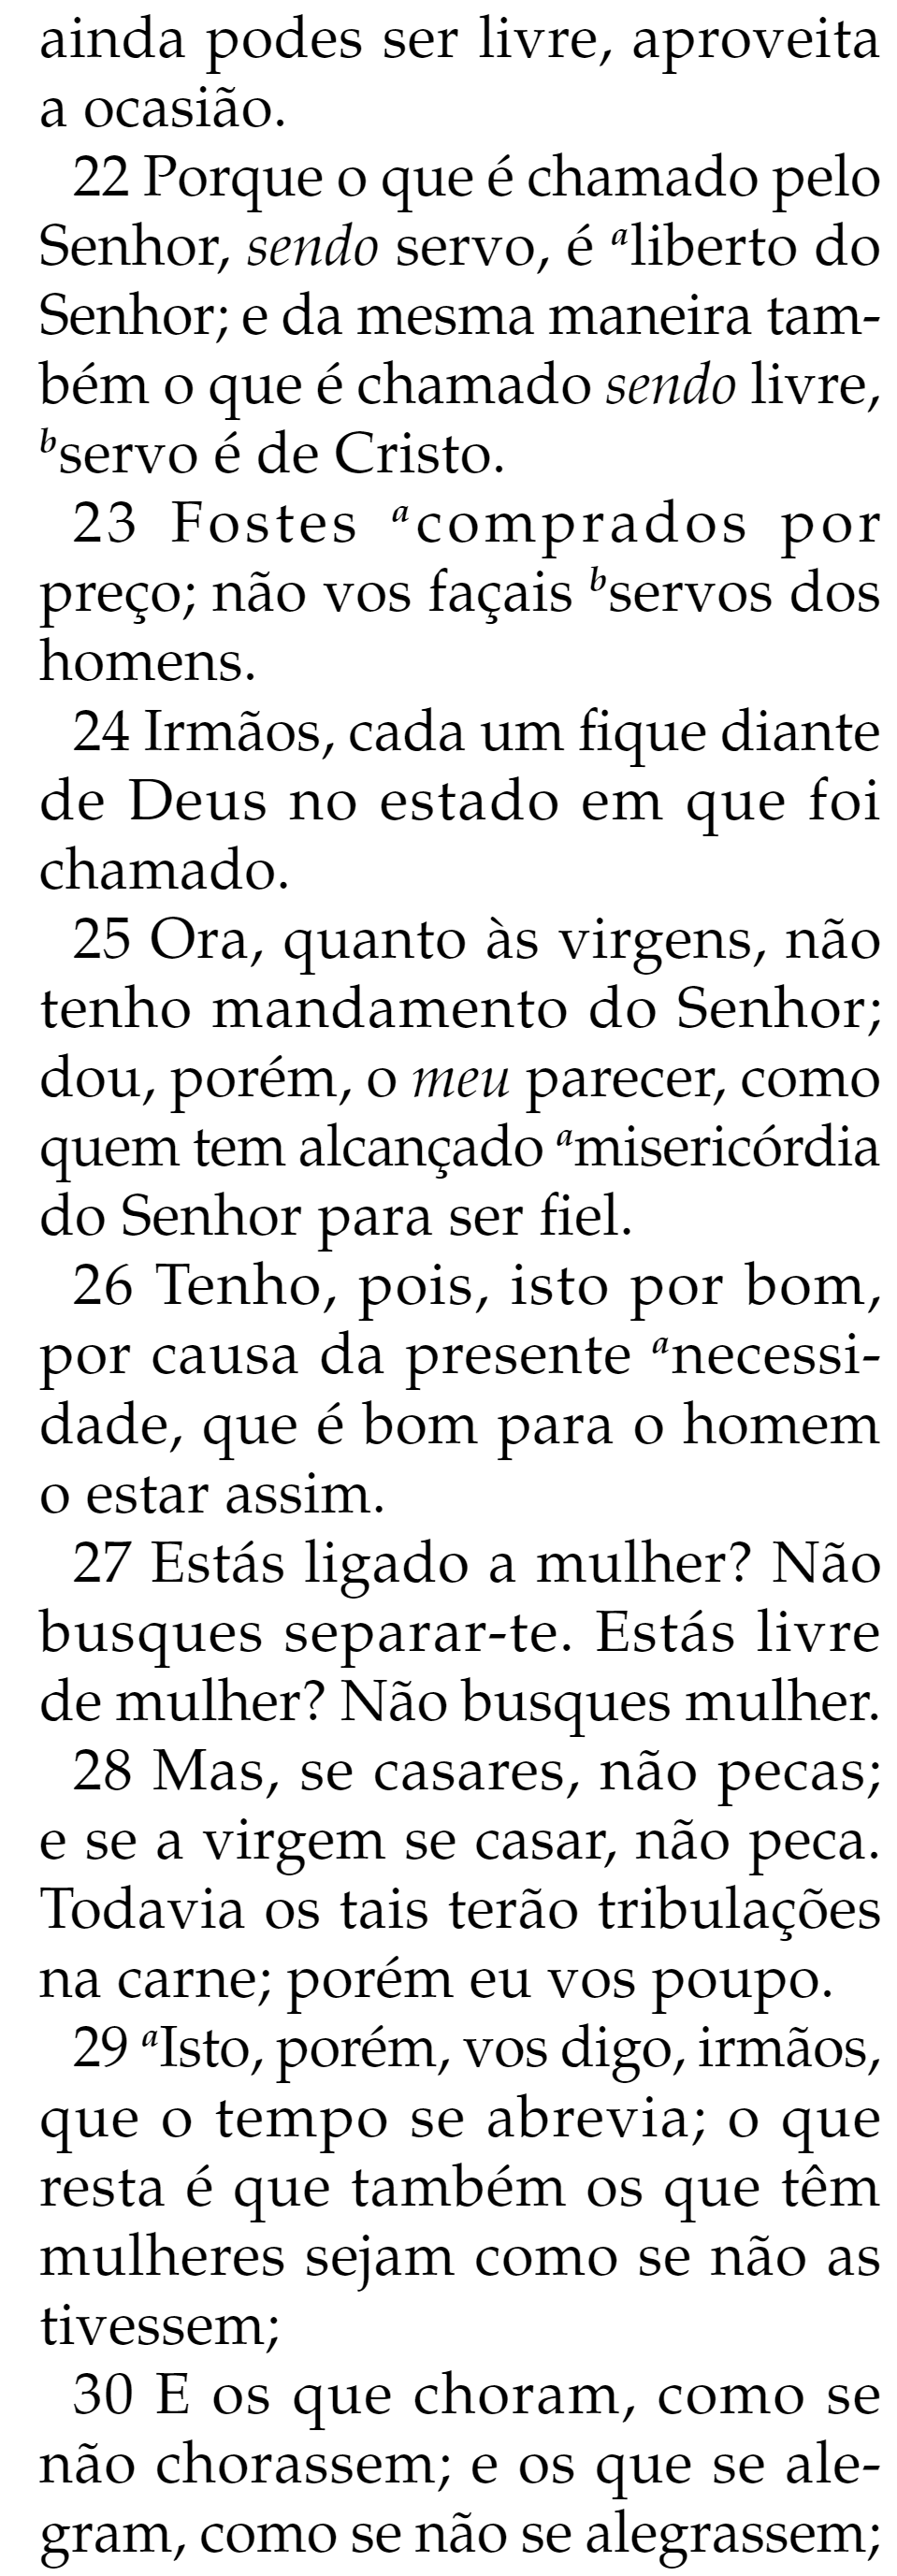 ainda podes ser livre, aproveita
a ocasião.
22 Porque o que é chamado pelo
Senhor, sendo servo, é ᵃliberto do
Senhor; e da mesma maneira tam-
bém o que é chamado sendo livre,
ᵇservo é de Cristo.
23 Fostes ᵃcomprados por
preço; não vos façais ᵇservos dos
homens.
24 Irmãos, cada um fique diante
de Deus no estado em que foi
chamado.
25 Ora, quanto às virgens, não
tenho mandamento do Senhor;
dou, porém, o meu parecer, como
quem tem alcançado ᵃmisericórdia
do Senhor para ser fiel.
26 Tenho, pois, isto por bom,
por causa da presente ᵃnecessi-
dade, que é bom para o homem
o estar assim.
27 Estás ligado a mulher? Não
busques separar-te. Estás livre
de mulher? Não busques mulher.
28 Mas, se casares, não pecas;
e se a virgem se casar, não peca.
Todavia os tais terão tribulações
na carne; porém eu vos poupo.
29 ᵃIsto, porém, vos digo, irmãos,
que o tempo se abrevia; o que
resta é que também os que têm
mulheres sejam como se não as
tivessem;
30 E os que choram, como se
não chorassem; e os que se ale-
gram, como se não se alegrassem;